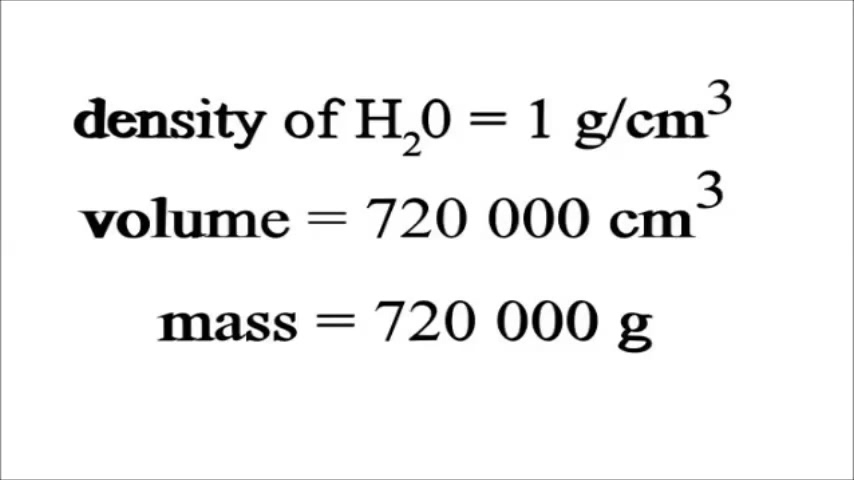 density of H₂0 = 1 g/cm³
volume = 720 000 cm³
mass = 720 000 g